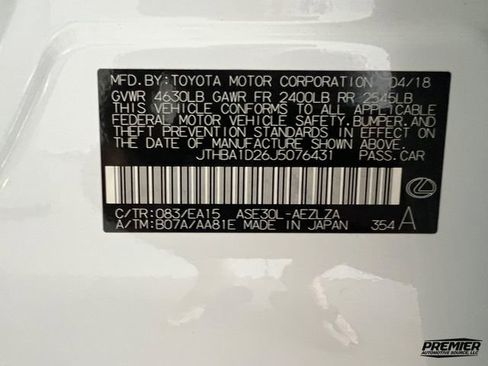 MFD.BY:TOYOTA MOTOR CORPORATION 04/18
GVWR 4630LB GAWR FR 2400LB RR 2545LB
THIS VEHICLE CONFORMS TO ALL APPLICABLE
FEDERAL MOTOR VEHICLE SAFETY,BUMPER,AND
THEFT PREVENTION STANDARDS IN EFFECT ON
THE DATE OF MANUFACTURE SHOWN ABOVE.
JTHBA1D26J5076431 PASS.CAR
C/TR:083/EA15 ASE30L-AEZLZA
A/TM:B07A/AA81E MADE IN JAPAN 354 A
PREMIER
AUTOMOTIVE SOURCE, LLC